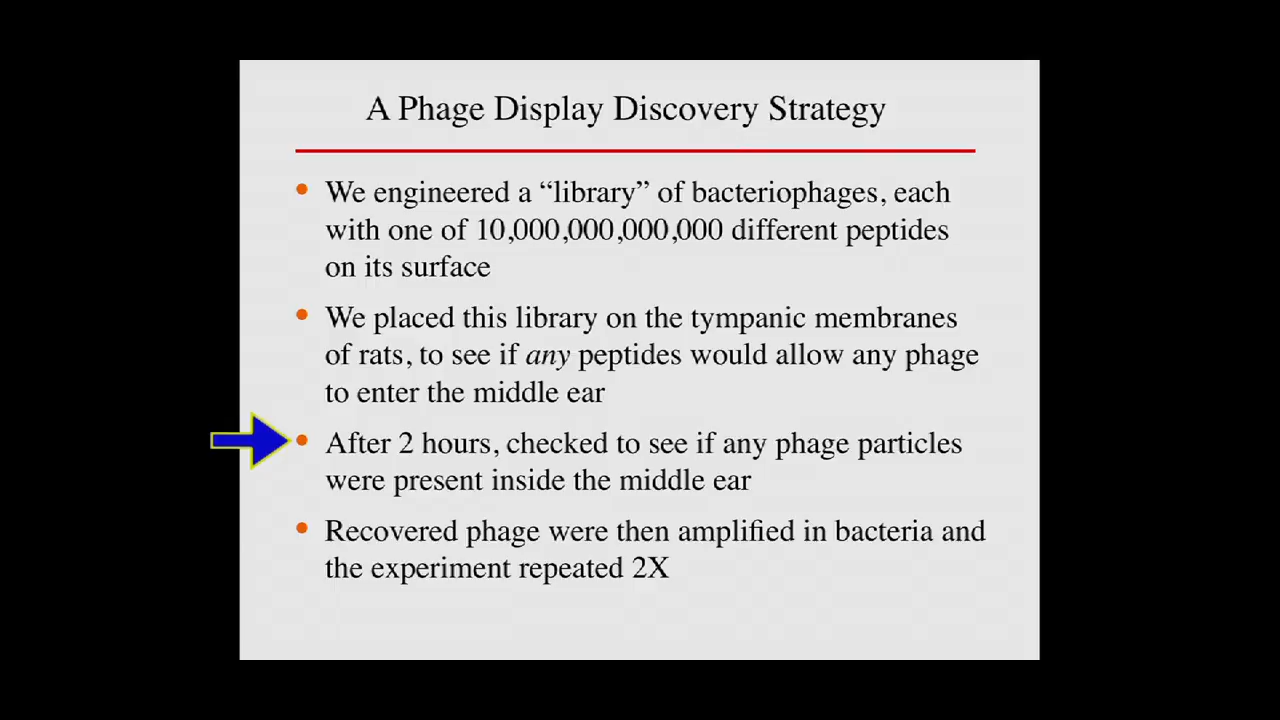 A Phage Display Discovery Strategy
• We engineered a “library” of bacteriophages, each
with one of 10,000,000,000,000 different peptides
on its surface
• We placed this library on the tympanic membranes
of rats, to see if any peptides would allow any phage
to enter the middle ear
• After 2 hours, checked to see if any phage particles
were present inside the middle ear
• Recovered phage were then amplified in bacteria and
the experiment repeated 2X